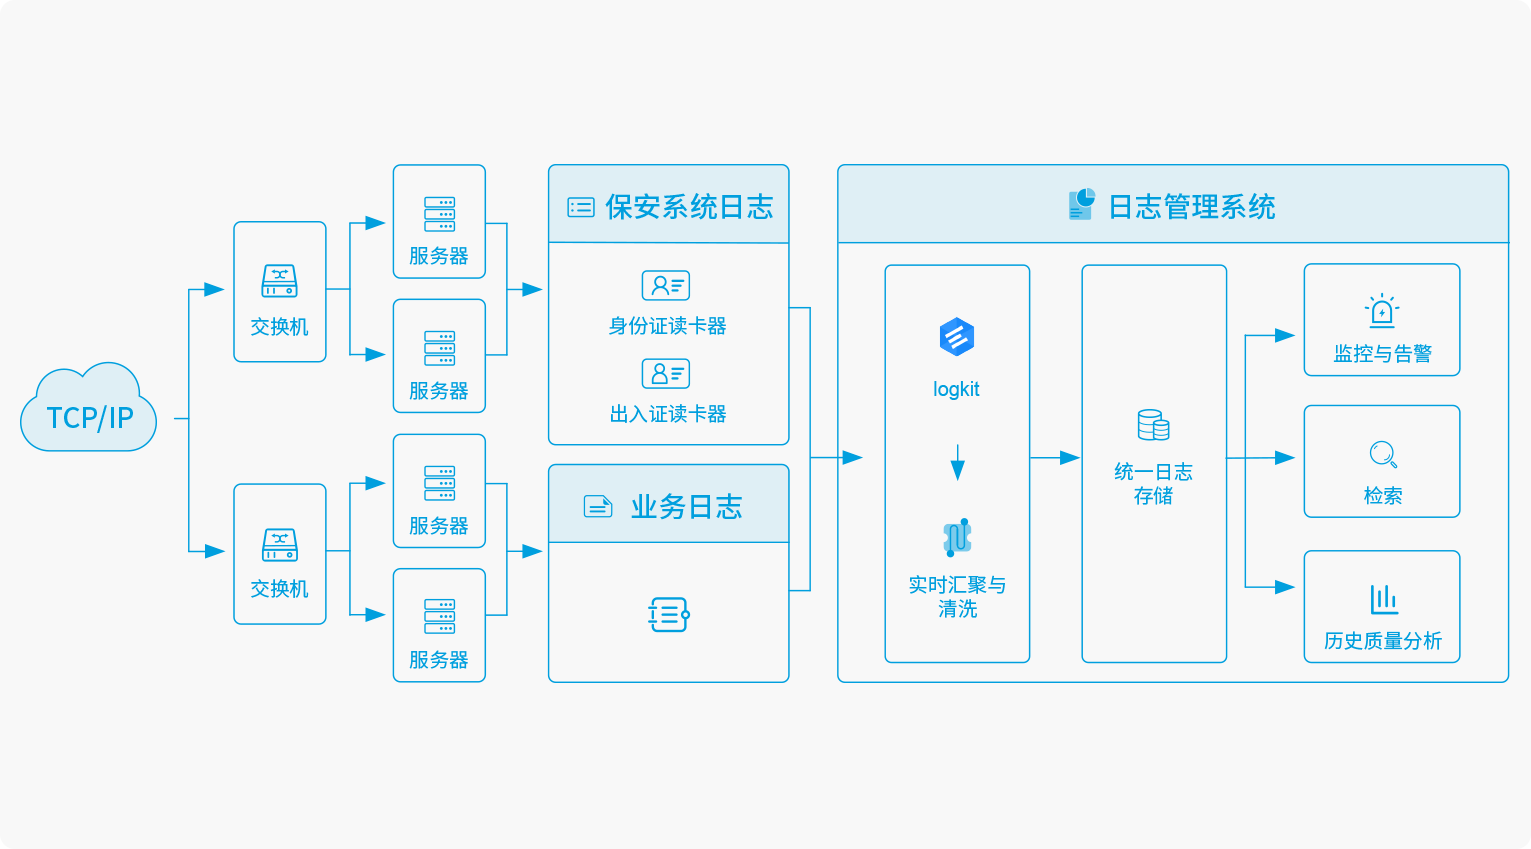 TCP/IP
交换机
交换机
服务器
服务器
服务器
服务器
保安系统日志
身份证读卡器
出入证读卡器
业务日志
日志管理系统
logkit
实时汇聚与
清洗
统一日志
存储
监控与告警
检索
历史质量分析